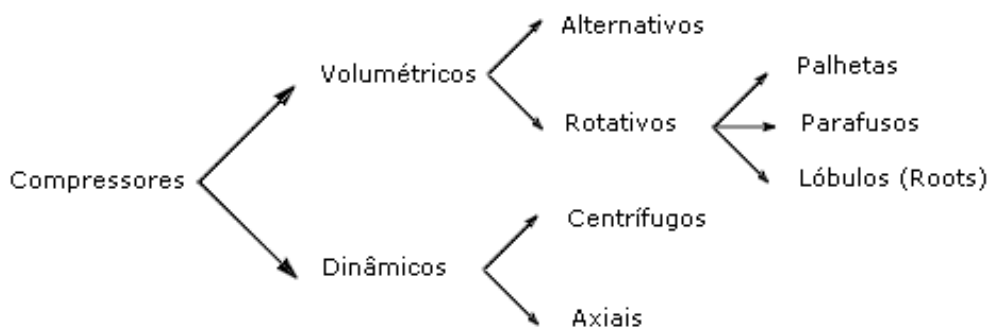 Compressores
Volumétricos
Alternativos
Rotativos
Palhetas
Parafusos
Lóbulos (Roots)
Dinâmicos
Centrífugos
Axiais